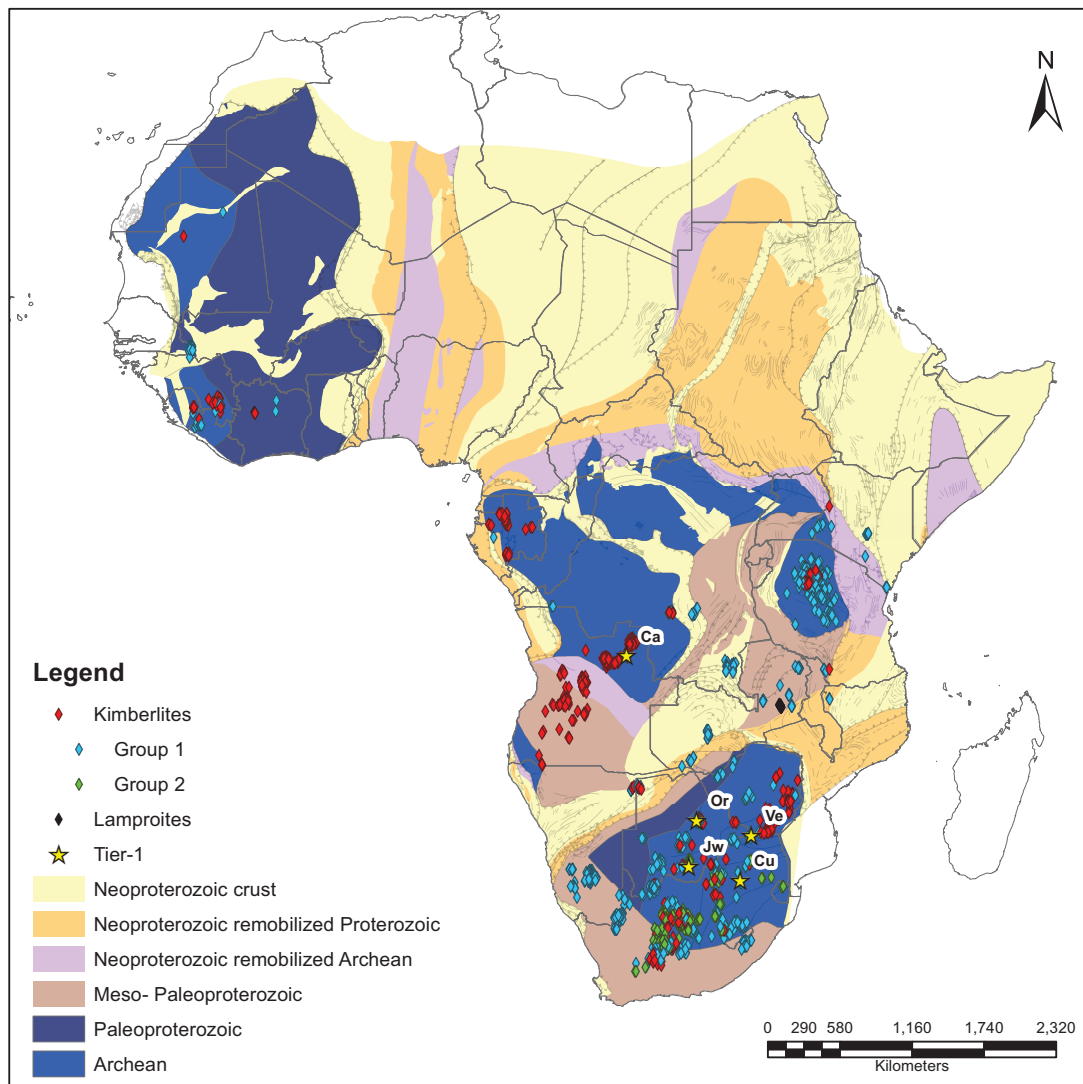 N
Ca
Or
Ve
Jw
Cu
Legend
Kimberlites
Group 1
Group 2
Lamproites
Tier-1
Neoproterozoic crust
Neoproterozoic remobilized Proterozoic
Neoproterozoic remobilized Archean
Meso- Paleoproterozoic
Paleoproterozoic
Archean
0 290 580 1,160 1,740 2,320
Kilometers